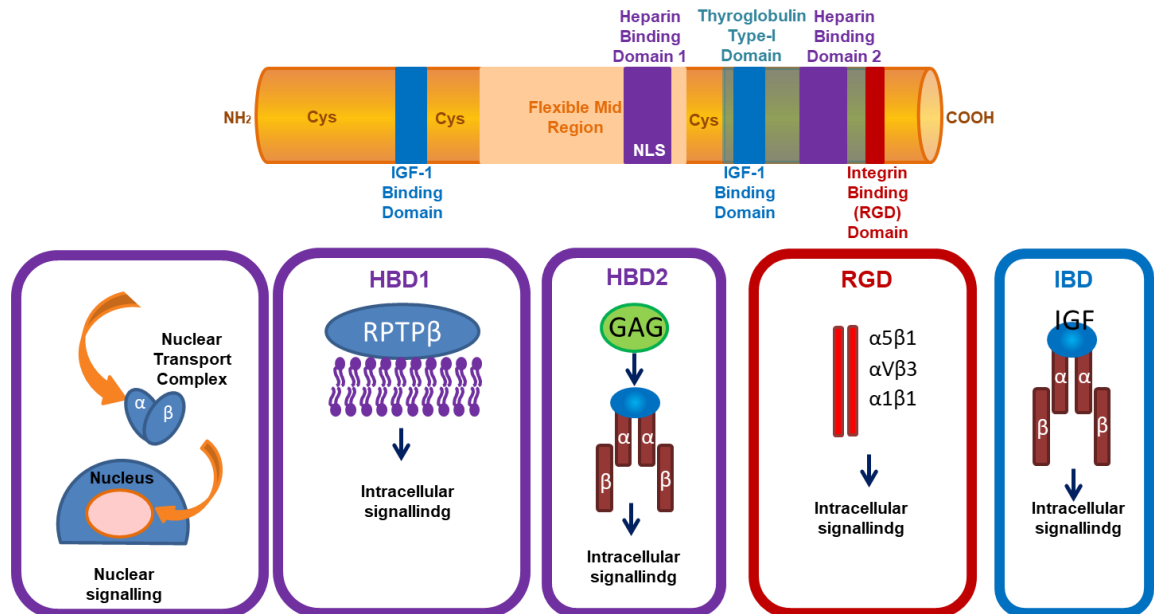 Heparin
Binding
Domain 1
Thyroglobulin
Type-I
Domain
Heparin
Binding
Domain 2
NH2
Cys
Cys
Flexible Mid
Region
NLS
Cys
COOH
IGF-1
Binding
Domain
IGF-1
Binding
Domain
Integrin
Binding
(RGD)
Domain
Nuclear
Transport
Complex
α
β
Nucleus
Nuclear
signalling
HBD1
RPTPβ
Intracellular
signallindg
HBD2
GAG
α α
β β
Intracellular
signallindg
RGD
α5β1
αVβ3
α1β1
Intracellular
signallindg
IBD
IGF
α α
β β
Intracellular
signallindg